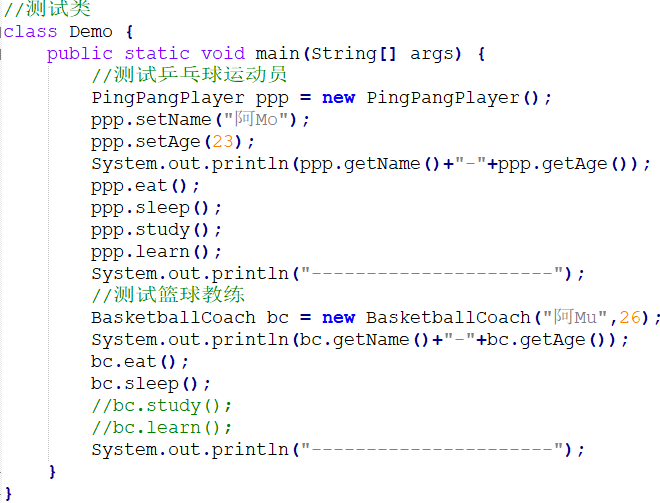 //测试类
class Demo {
    public static void main(String[] args) {
        //测试乒乓球运动员
        PingPangPlayer ppp = new PingPangPlayer();
        ppp.setName("阿Mo");
        ppp.setAge(23);
        System.out.println(ppp.getName()+"-"+ppp.getAge());
        ppp.eat();
        ppp.sleep();
        ppp.study();
        ppp.learn();
        System.out.println("----------------------");
        //测试篮球教练
        BasketballCoach bc = new BasketballCoach("阿Mu",26);
        System.out.println(bc.getName()+"-"+bc.getAge());
        bc.eat();
        bc.sleep();
        //bc.study();
        //bc.learn();
        System.out.println("----------------------");
    }
}